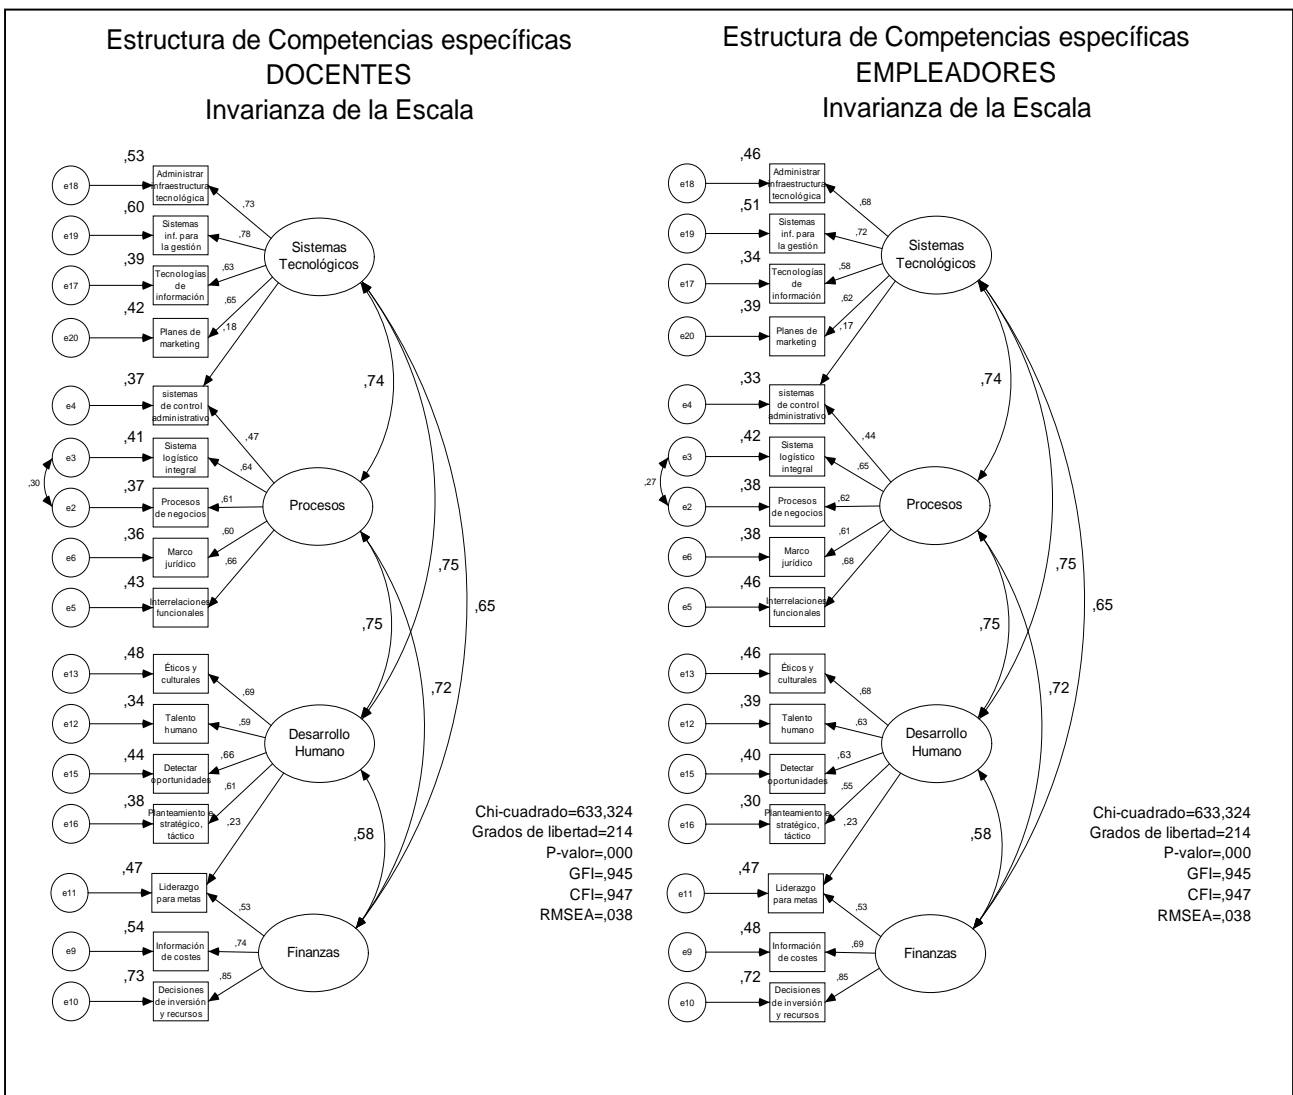 Estructura de Competencias específicas
DOCENTES
Invarianza de la Escala
,53
e18
Administrar
infraestructura
tecnológica
,73
,60
e19
Sistemas
inf. para
la gestión
,78
,39
e17
Tecnologías
de
información
,63
,42
e20
Planes de
marketing
,65
,18
Sistemas
Tecnológicos
,37
e4
sistemas
de control
administrativo
,47
,41
e3
Sistema
logístico
integral
,64
,30
,37
e2
Procesos
de negocios
,61
,36
e6
Marco
jurídico
,60
,43
e5
Interrelaciones
funcionales
,66
Procesos
,74
,75
,65
,75
,72
,48
e13
Éticos y
culturales
,69
,34
e12
Talento
humano
,59
,44
e15
Detectar
oportunidades
,66
,38
e16
Planteamiento e
stratégico,
táctico
,61
,23
Desarrollo
Humano
,58
,47
e11
Liderazgo
para metas
,53
,54
e9
Información
de costes
,74
,73
e10
Decisiones
de inversión
y recursos
,85
Finanzas
Chi-cuadrado=633,324
Grados de libertad=214
P-valor=,000
GFI=,945
CFI=,947
RMSEA=,038
Estructura de Competencias específicas
EMPLEADORES
Invarianza de la Escala
,46
e18
Administrar
infraestructura
tecnológica
,68
,51
e19
Sistemas
inf. para
la gestión
,72
,34
e17
Tecnologías
de
información
,58
,39
e20
Planes de
marketing
,62
,17
Sistemas
Tecnológicos
,33
e4
sistemas
de control
administrativo
,44
,42
e3
Sistema
logístico
integral
,65
,27
,38
e2
Procesos
de negocios
,62
,38
e6
Marco
jurídico
,61
,46
e5
Interrelaciones
funcionales
,68
Procesos
,74
,75
,65
,75
,72
,46
e13
Éticos y
culturales
,68
,39
e12
Talento
humano
,63
,40
e15
Detectar
oportunidades
,63
,30
e16
Planteamiento e
stratégico,
táctico
,55
,23
Desarrollo
Humano
,58
,47
e11
Liderazgo
para metas
,53
,48
e9
Información
de costes
,69
,72
e10
Decisiones
de inversión
y recursos
,85
Finanzas
Chi-cuadrado=633,324
Grados de libertad=214
P-valor=,000
GFI=,945
CFI=,947
RMSEA=,038